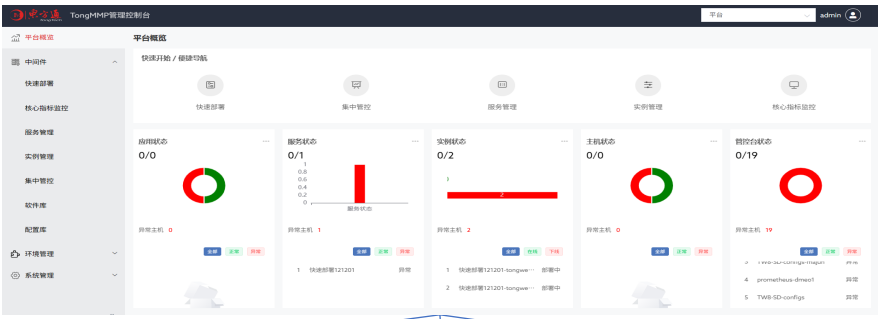 东方通 TongMMP管理控制台
平台
admin
平台概览
中间件
快速部署
核心指标监控
服务管理
实例管理
集中管控
软件库
配置库
环境管理
系统管理
平台概览
快速开始 / 便捷导航
快速部署
集中管控
服务管理
实例管理
核心指标监控
应用状态
0/0
异常主机 0
全部 正常 异常
服务状态
0/1
1
0.8
0.6
0.4
0.2
0
服务状态
异常主机 1
全部 正常 异常
1 快速部署121201 异常
实例状态
0/2
2
异常主机 2
全部 在线 下线
1 快速部署121201-tongwe··· 部署中
2 快速部署121201-tongwe··· 部署中
主机状态
0/0
异常主机 0
全部 正常 异常
管控台状态
0/19
异常主机 19
全部 正常 异常
4 prometheus-dmeo1 异常
5 TW8-SD-configs 异常